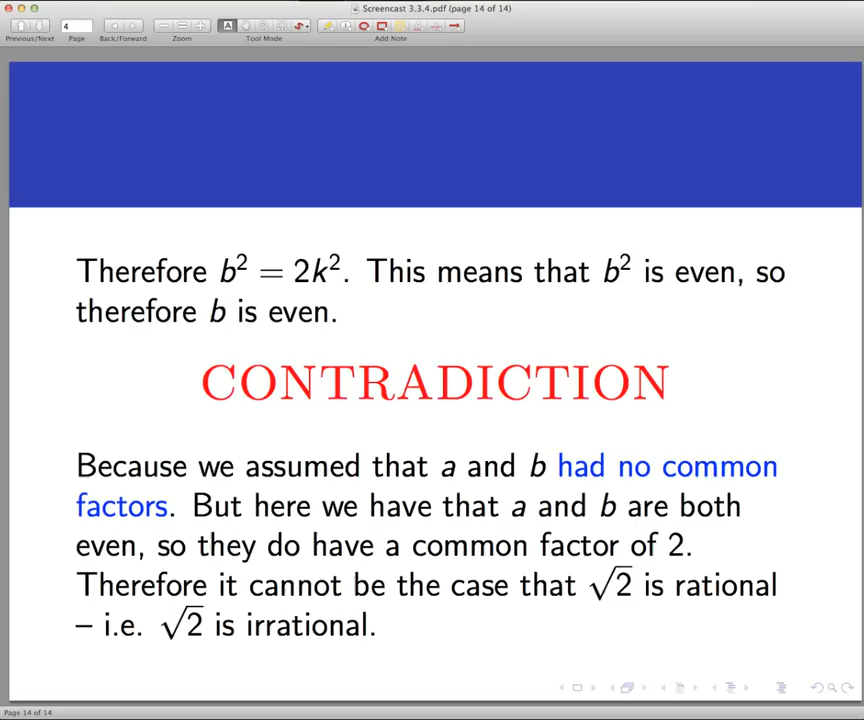 Screencast 3.3.4.pdf (page 14 of 14)
4
Previous/Next Page Back/Forward Zoom Tool Mode Add Note
Therefore b² = 2k². This means that b² is even, so
therefore b is even.
CONTRADICTION
Because we assumed that a and b had no common
factors. But here we have that a and b are both
even, so they do have a common factor of 2.
Therefore it cannot be the case that √2 is rational
– i.e. √2 is irrational.
Page 14 of 14